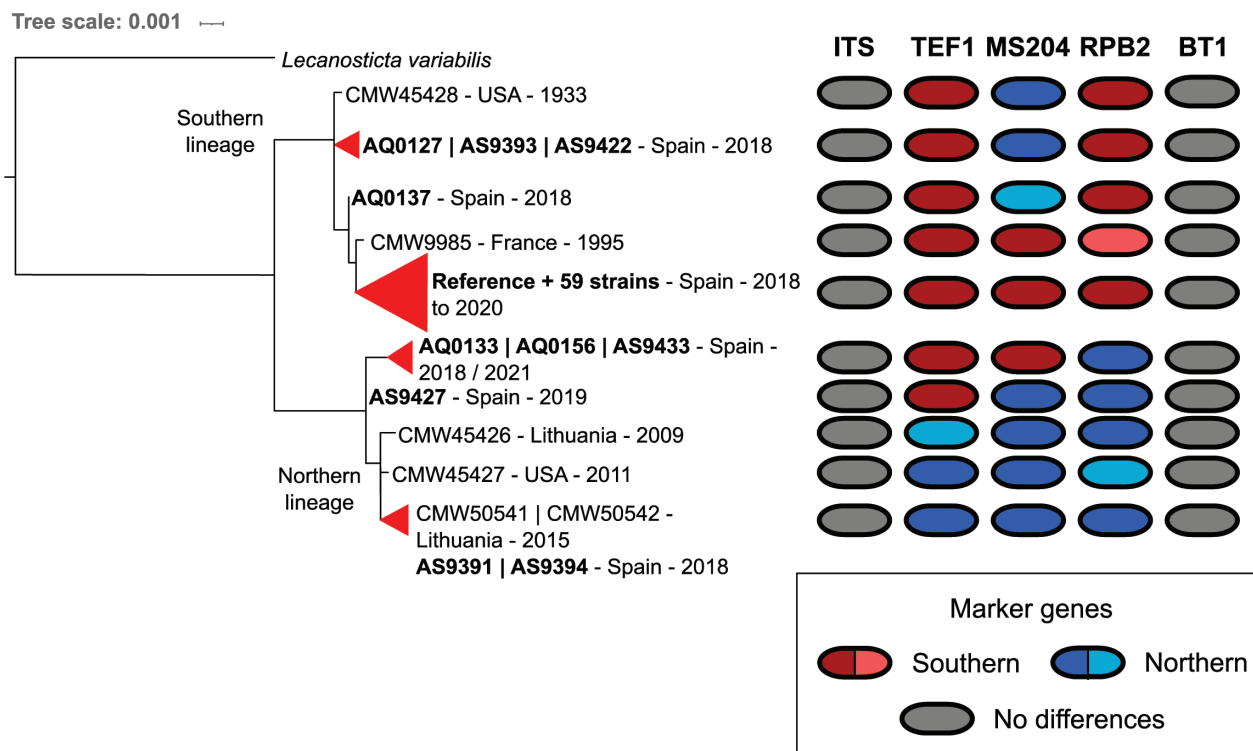 Tree scale: 0.001
ITS TEF1 MS204 RPB2 BT1
Lecanosticta variabilis
CMW45428 - USA - 1933
Southern
lineage
AQ0127 | AS9393 | AS9422 - Spain - 2018
AQ0137 - Spain - 2018
CMW9985 - France - 1995
Reference + 59 strains - Spain - 2018
to 2020
AQ0133 | AQ0156 | AS9433 - Spain -
2018 / 2021
AS9427 - Spain - 2019
CMW45426 - Lithuania - 2009
CMW45427 - USA - 2011
Northern
lineage
CMW50541 | CMW50542 -
Lithuania - 2015
AS9391 | AS9394 - Spain - 2018
Marker genes
Southern Northern
No differences